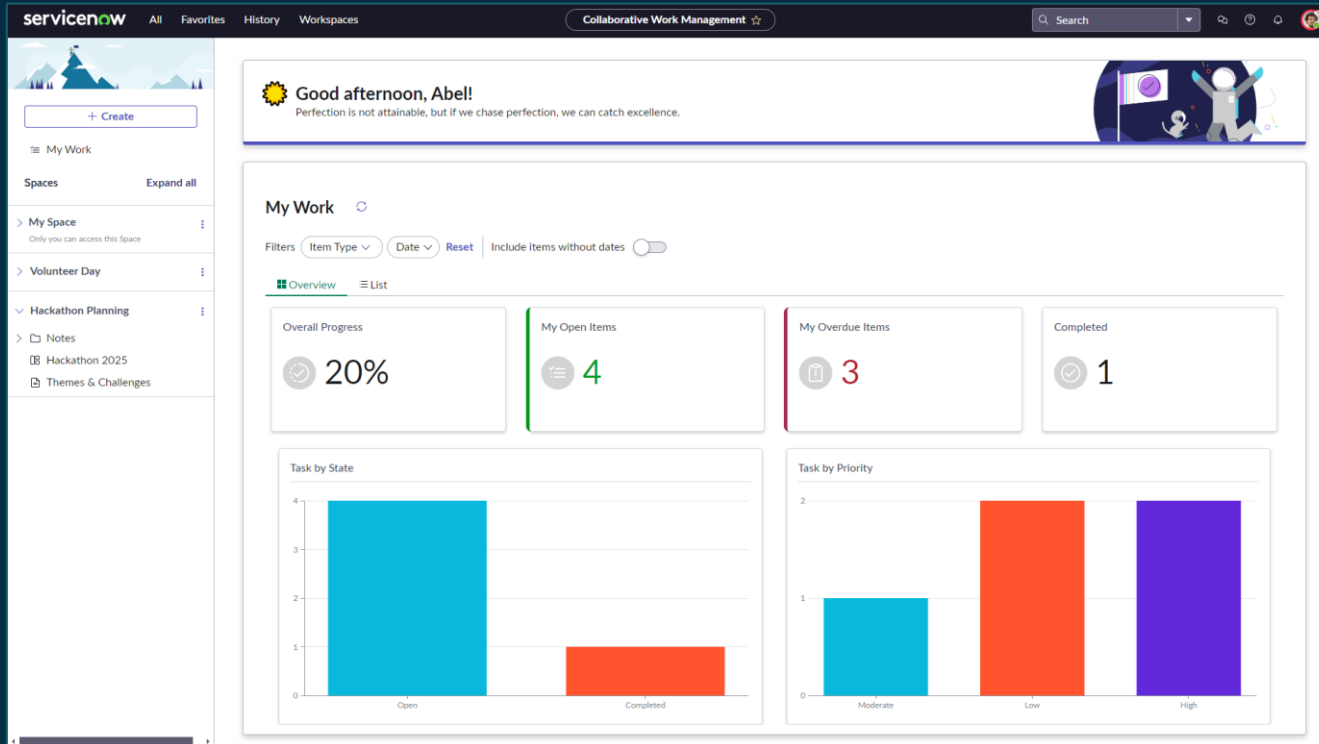 servicenow All Favorites History Workspaces Collaborative Work Management Search
+ Create
My Work
Spaces Expand all
My Space
Only you can access this Space
Volunteer Day
Hackathon Planning
Notes
Hackathon 2025
Themes & Challenges
Good afternoon, Abel!
Perfection is not attainable, but if we chase perfection, we can catch excellence.
My Work
Filters Item Type Date Reset Include items without dates
Overview List
Overall Progress
20%
My Open Items
4
My Overdue Items
3
Completed
1
Task by State
4
3
2
1
0
Open Completed
Task by Priority
2
1
0
Moderate Low High